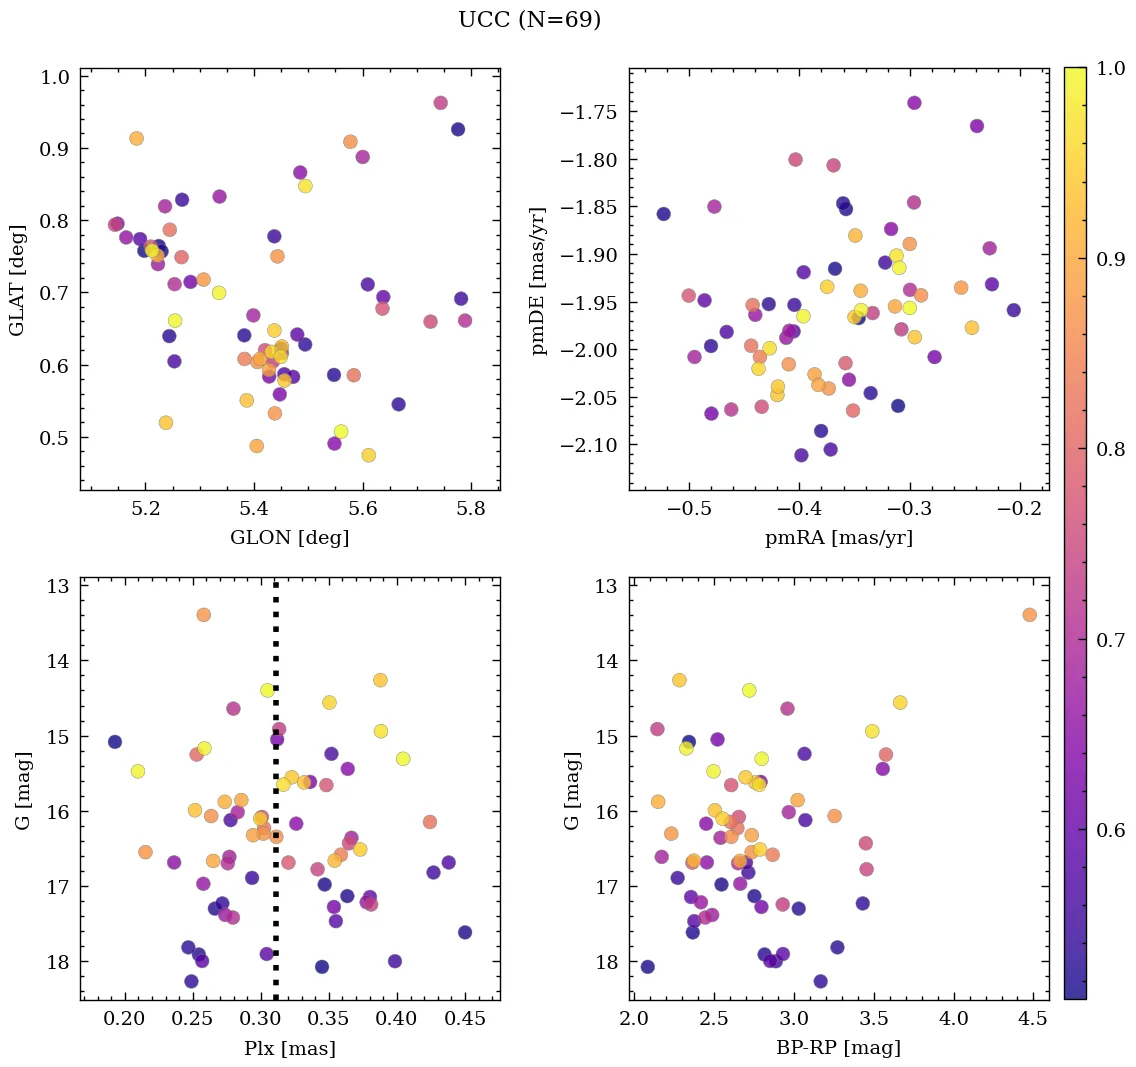 UCC (N=69)
1.0
0.9
0.8
0.7
0.6
0.5
GLAT [deg]
5.2 5.4 5.6 5.8
GLON [deg]
−1.75
−1.80
−1.85
−1.90
−1.95
−2.00
−2.05
−2.10
pmDE [mas/yr]
−0.5 −0.4 −0.3 −0.2
pmRA [mas/yr]
1.0
0.9
0.8
0.7
0.6
13
14
15
16
17
18
G [mag]
0.20 0.25 0.30 0.35 0.40 0.45
Plx [mas]
13
14
15
16
17
18
G [mag]
2.0 2.5 3.0 3.5 4.0 4.5
BP-RP [mag]